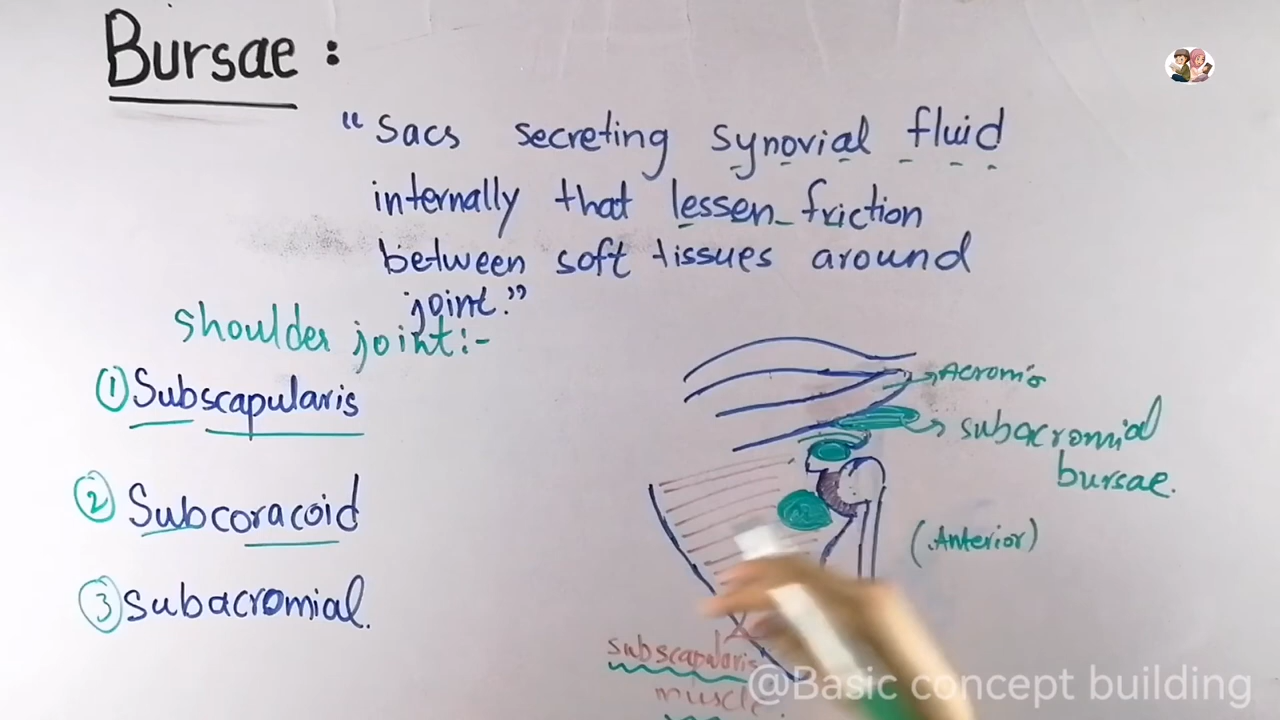 Bursae :
"Sacs secreting synovial fluid
internally that lessen friction
between soft tissues around
joint."
shoulder joint:-
① Subscapularis
② Subcoracoid
③ subacromial.
Acromio
subacromial
bursae.
(Anterior)
subscapularis
muscle.
@Basic concept building